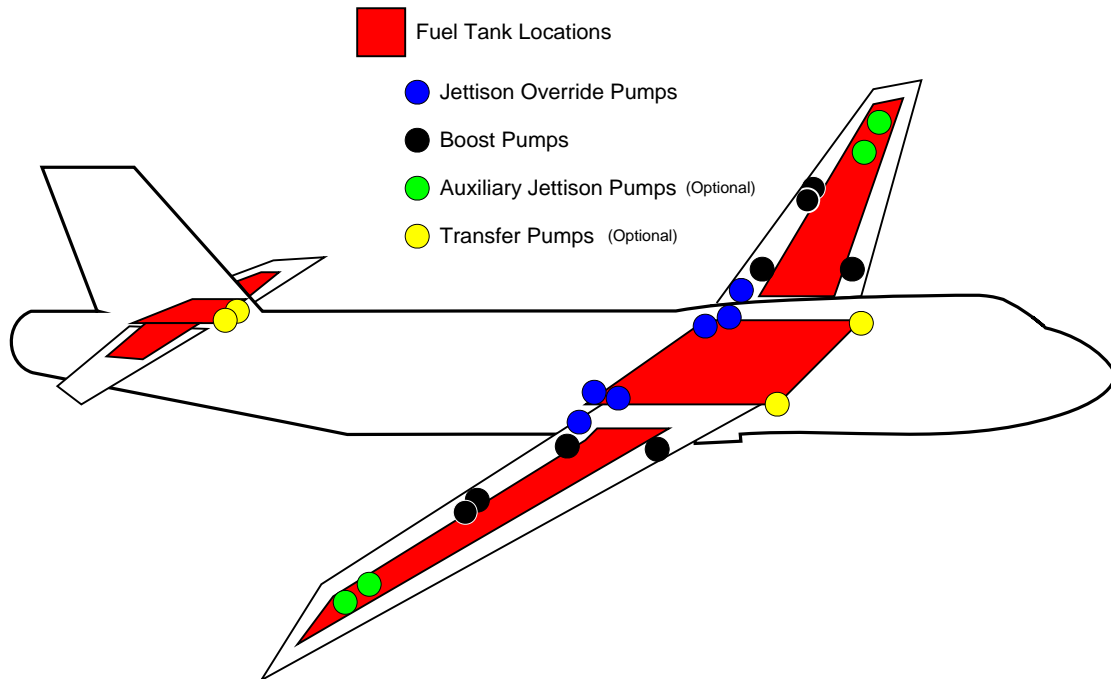 Fuel Tank Locations
Jettison Override Pumps
Boost Pumps
Auxiliary Jettison Pumps (Optional)
Transfer Pumps (Optional)